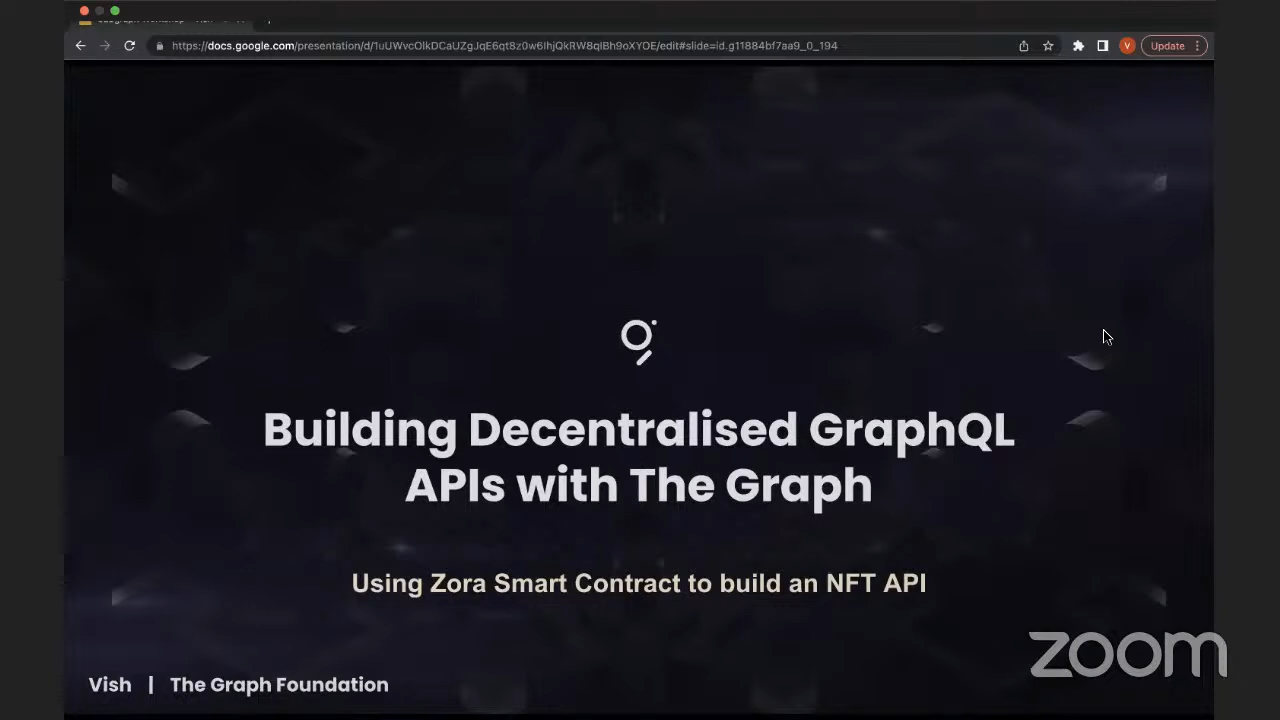 https://docs.google.com/presentation/d/1uUWvcOlkDCaUZgJqE6qt8z0w6IhjQkRW8qIBh9oXYOE/edit#slide=id.g11884bf7aa9_0_194
V
Update
Building Decentralised GraphQL
APIs with The Graph
Using Zora Smart Contract to build an NFT API
Vish | The Graph Foundation
zoom